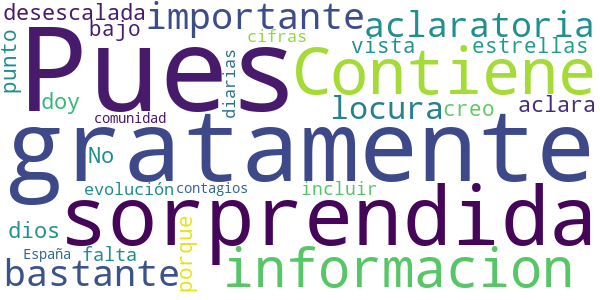 desescalada
importante
aclaratoria
Pues
bajo
cifras
vista
estrellas
punto
Contiene
diarias
doy
locura
creo
aclara
comunidad
gratamente
No
evolución
contagios
incluir
sorprendida
dios
porque
España
falta
bastante
informacion